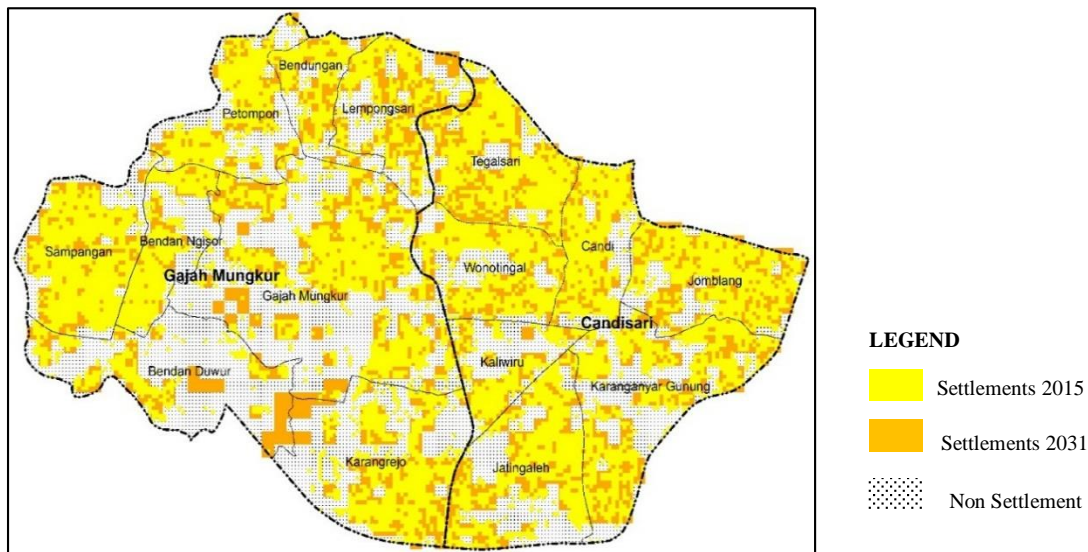 Bendungan
Petompon
Lempongsari
Tegalsari
Sampangan
Bendan Ngisor
Gajah Mungkur
Gajah Mungkur
Wonotingal
Candi
Jomblang
Candisari
Kaliwiru
Bendan Duwur
Karanganyar Gunung
Karangrejo
Jatingaleh
LEGEND
Settlements 2015
Settlements 2031
Non Settlement